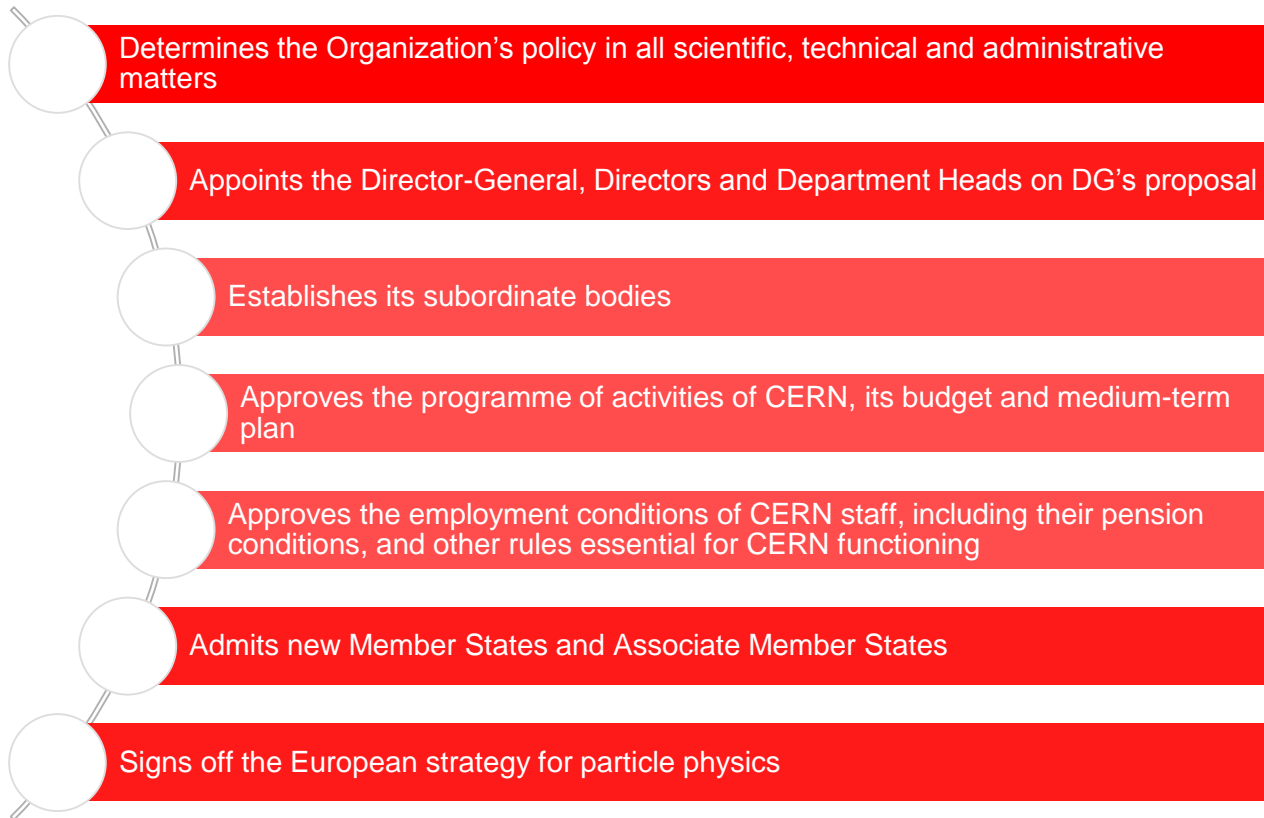 Determines the Organization’s policy in all scientific, technical and administrative
matters
Appoints the Director-General, Directors and Department Heads on DG’s proposal
Establishes its subordinate bodies
Approves the programme of activities of CERN, its budget and medium-term
plan
Approves the employment conditions of CERN staff, including their pension
conditions, and other rules essential for CERN functioning
Admits new Member States and Associate Member States
Signs off the European strategy for particle physics